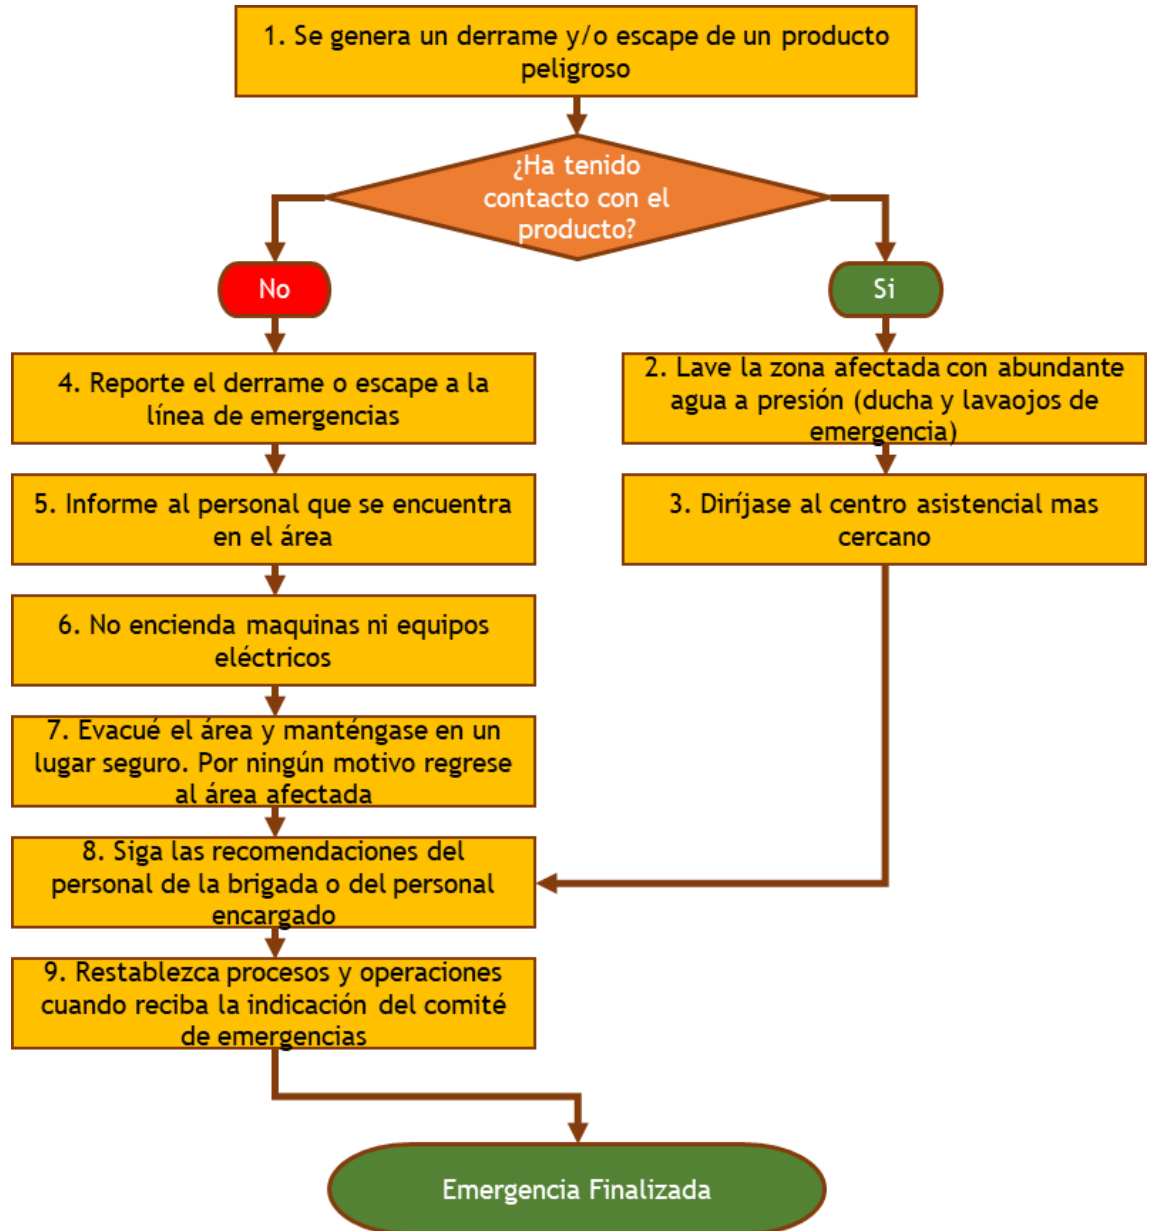 1. Se genera un derrame y/o escape de un producto
peligroso
¿Ha tenido
contacto con el
producto?
No
Si
4. Reporte el derrame o escape a la
línea de emergencias
2. Lave la zona afectada con abundante
agua a presión (ducha y lavaojos de
emergencia)
5. Informe al personal que se encuentra
en el área
3. Diríjase al centro asistencial mas
cercano
6. No encienda maquinas ni equipos
eléctricos
7. Evacué el área y manténgase en un
lugar seguro. Por ningún motivo regrese
al área afectada
8. Siga las recomendaciones del
personal de la brigada o del personal
encargado
9. Restablezca procesos y operaciones
cuando reciba la indicación del comité
de emergencias
Emergencia Finalizada